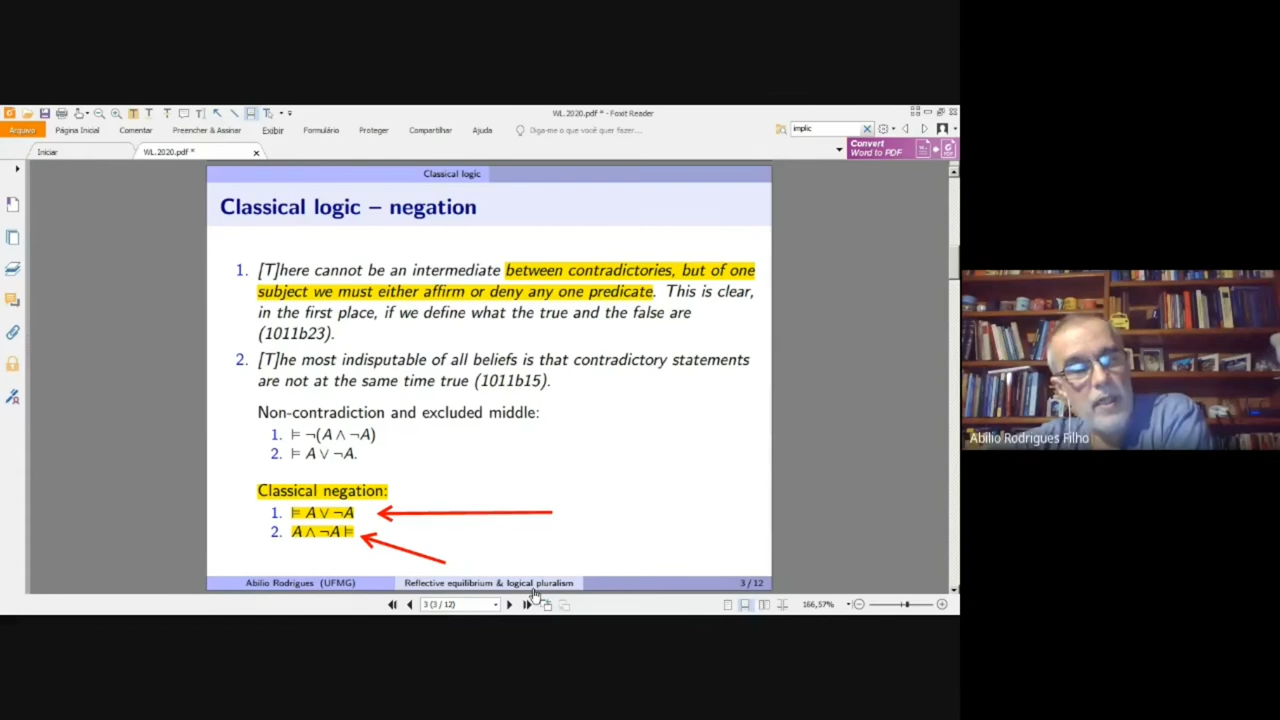 WL.2020.pdf * - Foxit Reader
Arquivo Página Inicial Comentar Preencher & Assinar Exibir Formulário Proteger Compartilhar Ajuda Diga-me o que você quer fazer... implic
Iniciar WL.2020.pdf * Convert
Word to PDF
Classical logic
Classical logic – negation
1. [T]here cannot be an intermediate between contradictories, but of one
subject we must either affirm or deny any one predicate. This is clear,
in the first place, if we define what the true and the false are
(1011b23).
2. [T]he most indisputable of all beliefs is that contradictory statements
are not at the same time true (1011b15).
Non-contradiction and excluded middle:
1. ⊨ ¬(A ∧ ¬A)
2. ⊨ A ∨ ¬A.
Classical negation:
1. ⊨ A ∨ ¬A
2. A ∧ ¬A ⊨
Abilio Rodrigues (UFMG) Reflective equilibrium & logical pluralism 3 / 12
3 (3 / 12) 166,57%
Abilio Rodrigues Filho